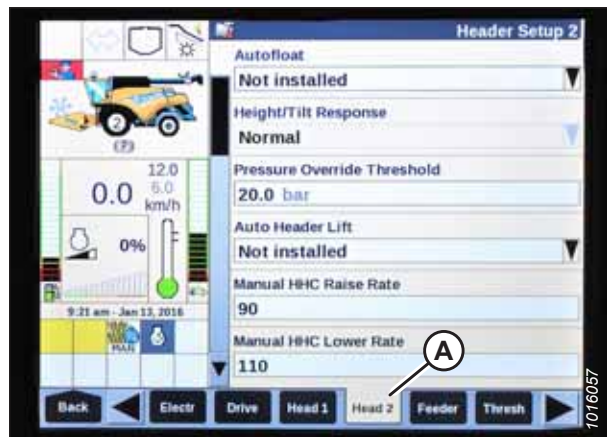 Header Setup 2
Autofloat
Not installed
Height/Tilt Response
Normal
Pressure Override Threshold
20.0 bar
Auto Header Lift
Not installed
Manual HHC Raise Rate
90
Manual HHC Lower Rate
110
2
(P)
12.0
0.0 6.0
km/h
0%
9:21 am - Jan 13, 2016
MAN
A
Back Electr Drive Head 1 Head 2 Feeder Thresh
1016057